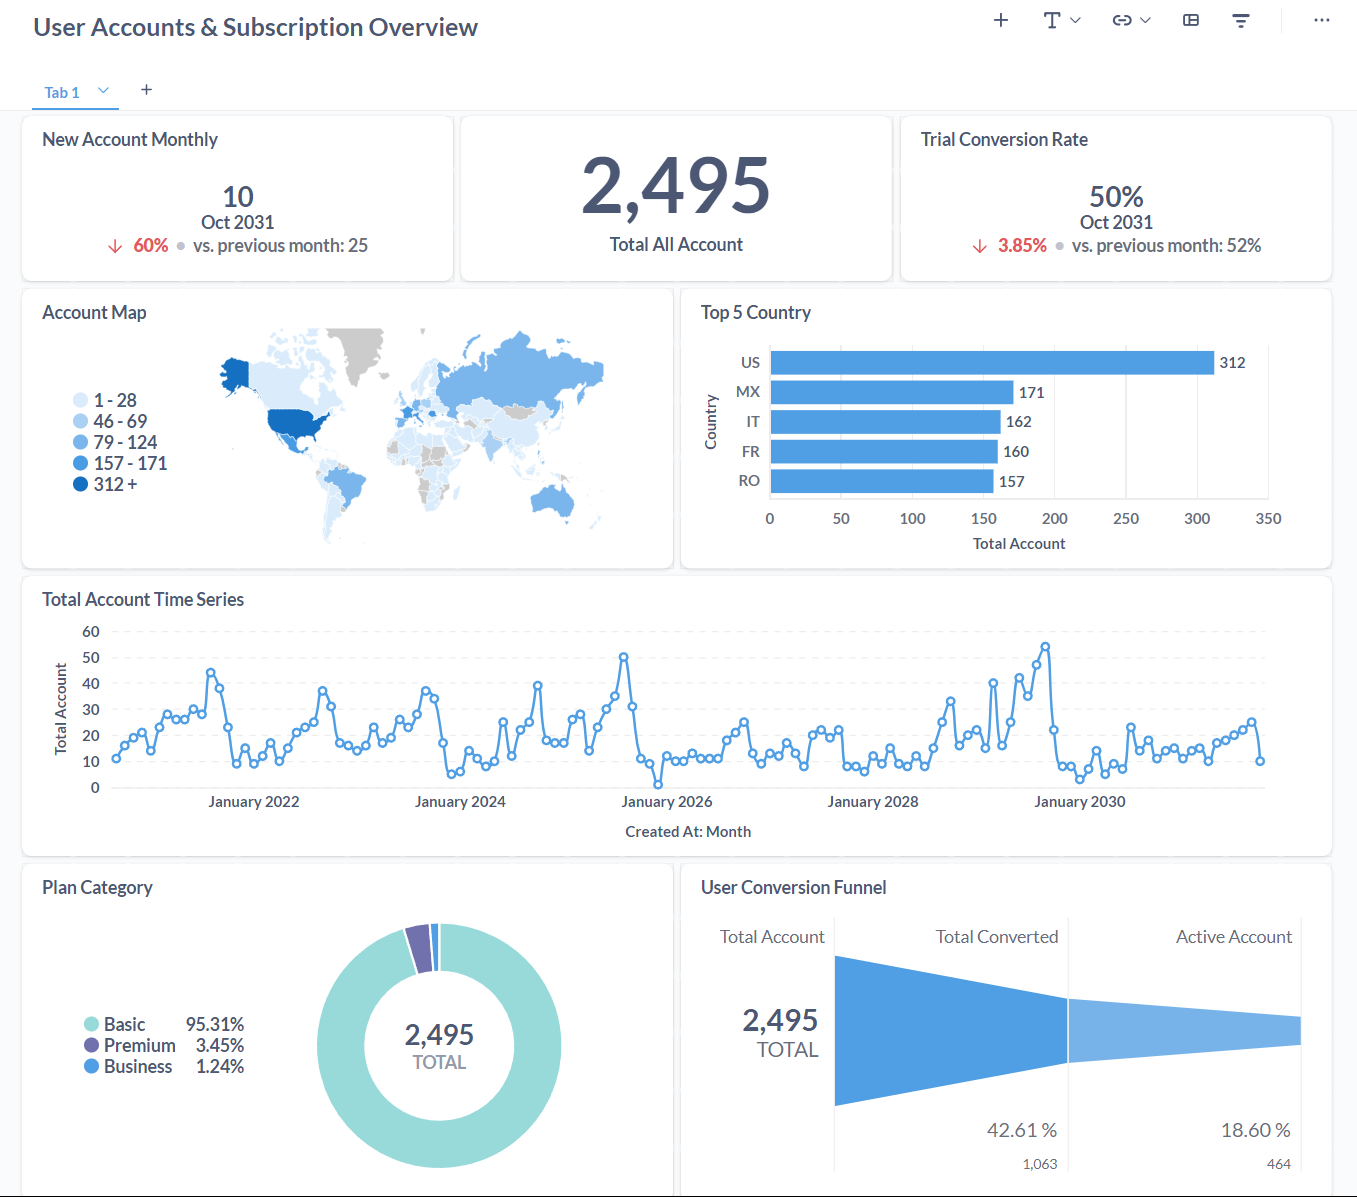 User Accounts & Subscription Overview
Tab 1
New Account Monthly
10
Oct 2031
60% vs. previous month: 25
2,495
Total All Account
Trial Conversion Rate
50%
Oct 2031
3.85% vs. previous month: 52%
Account Map
1 - 28
46 - 69
79 - 124
157 - 171
312 +
Top 5 Country
Country
US 312
MX 171
IT 162
FR 160
RO 157
0 50 100 150 200 250 300 350
Total Account
Total Account Time Series
Total Account
60
50
40
30
20
10
0
January 2022 January 2024 January 2026 January 2028 January 2030
Created At: Month
Plan Category
Basic 95.31%
Premium 3.45%
Business 1.24%
2,495
TOTAL
User Conversion Funnel
Total Account Total Converted Active Account
2,495
TOTAL
42.61 % 18.60 %
1,063 464